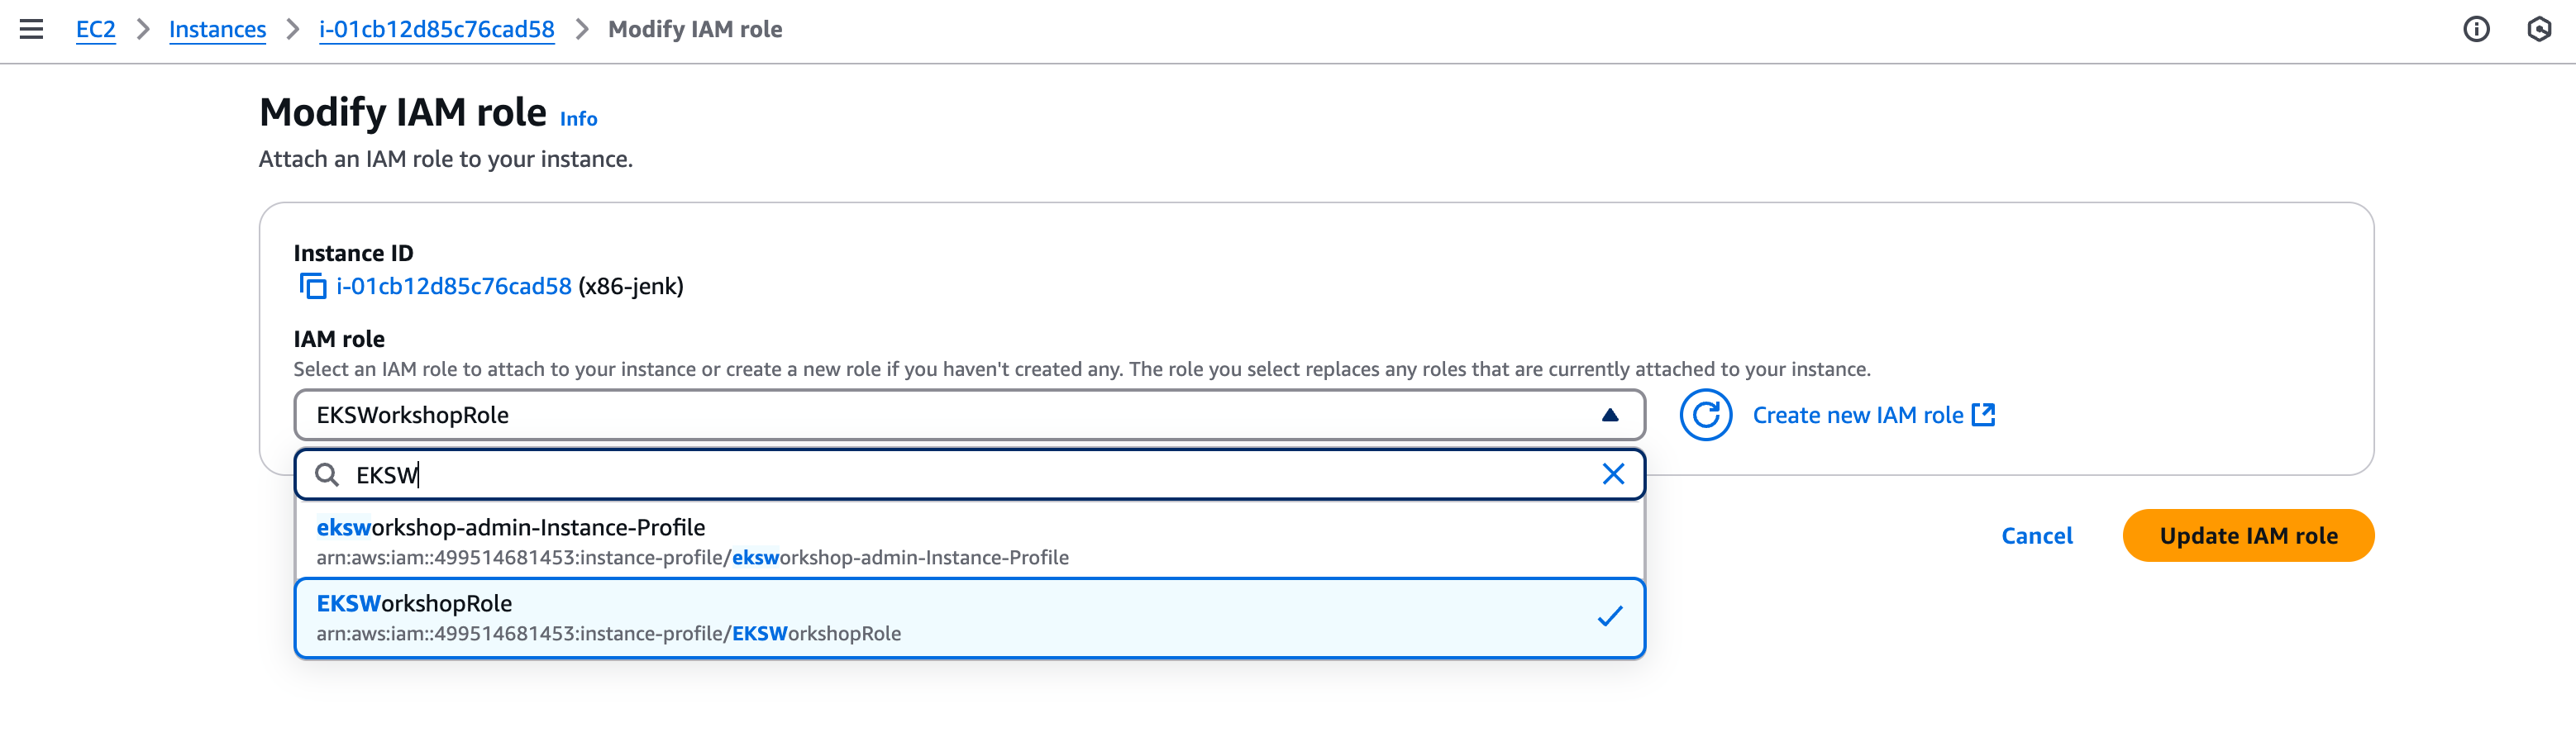 EC2 > Instances > i-01cb12d85c76cad58 > Modify IAM role
Modify IAM role Info
Attach an IAM role to your instance.
Instance ID
i-01cb12d85c76cad58 (x86-jenk)
IAM role
Select an IAM role to attach to your instance or create a new role if you haven't created any. The role you select replaces any roles that are currently attached to your instance.
EKSWorkshopRole
Create new IAM role
EKSW
eksworkshop-admin-Instance-Profile
arn:aws:iam::499514681453:instance-profile/eksworkshop-admin-Instance-Profile
EKSWorkshopRole
arn:aws:iam::499514681453:instance-profile/EKSWorkshopRole
Cancel
Update IAM role